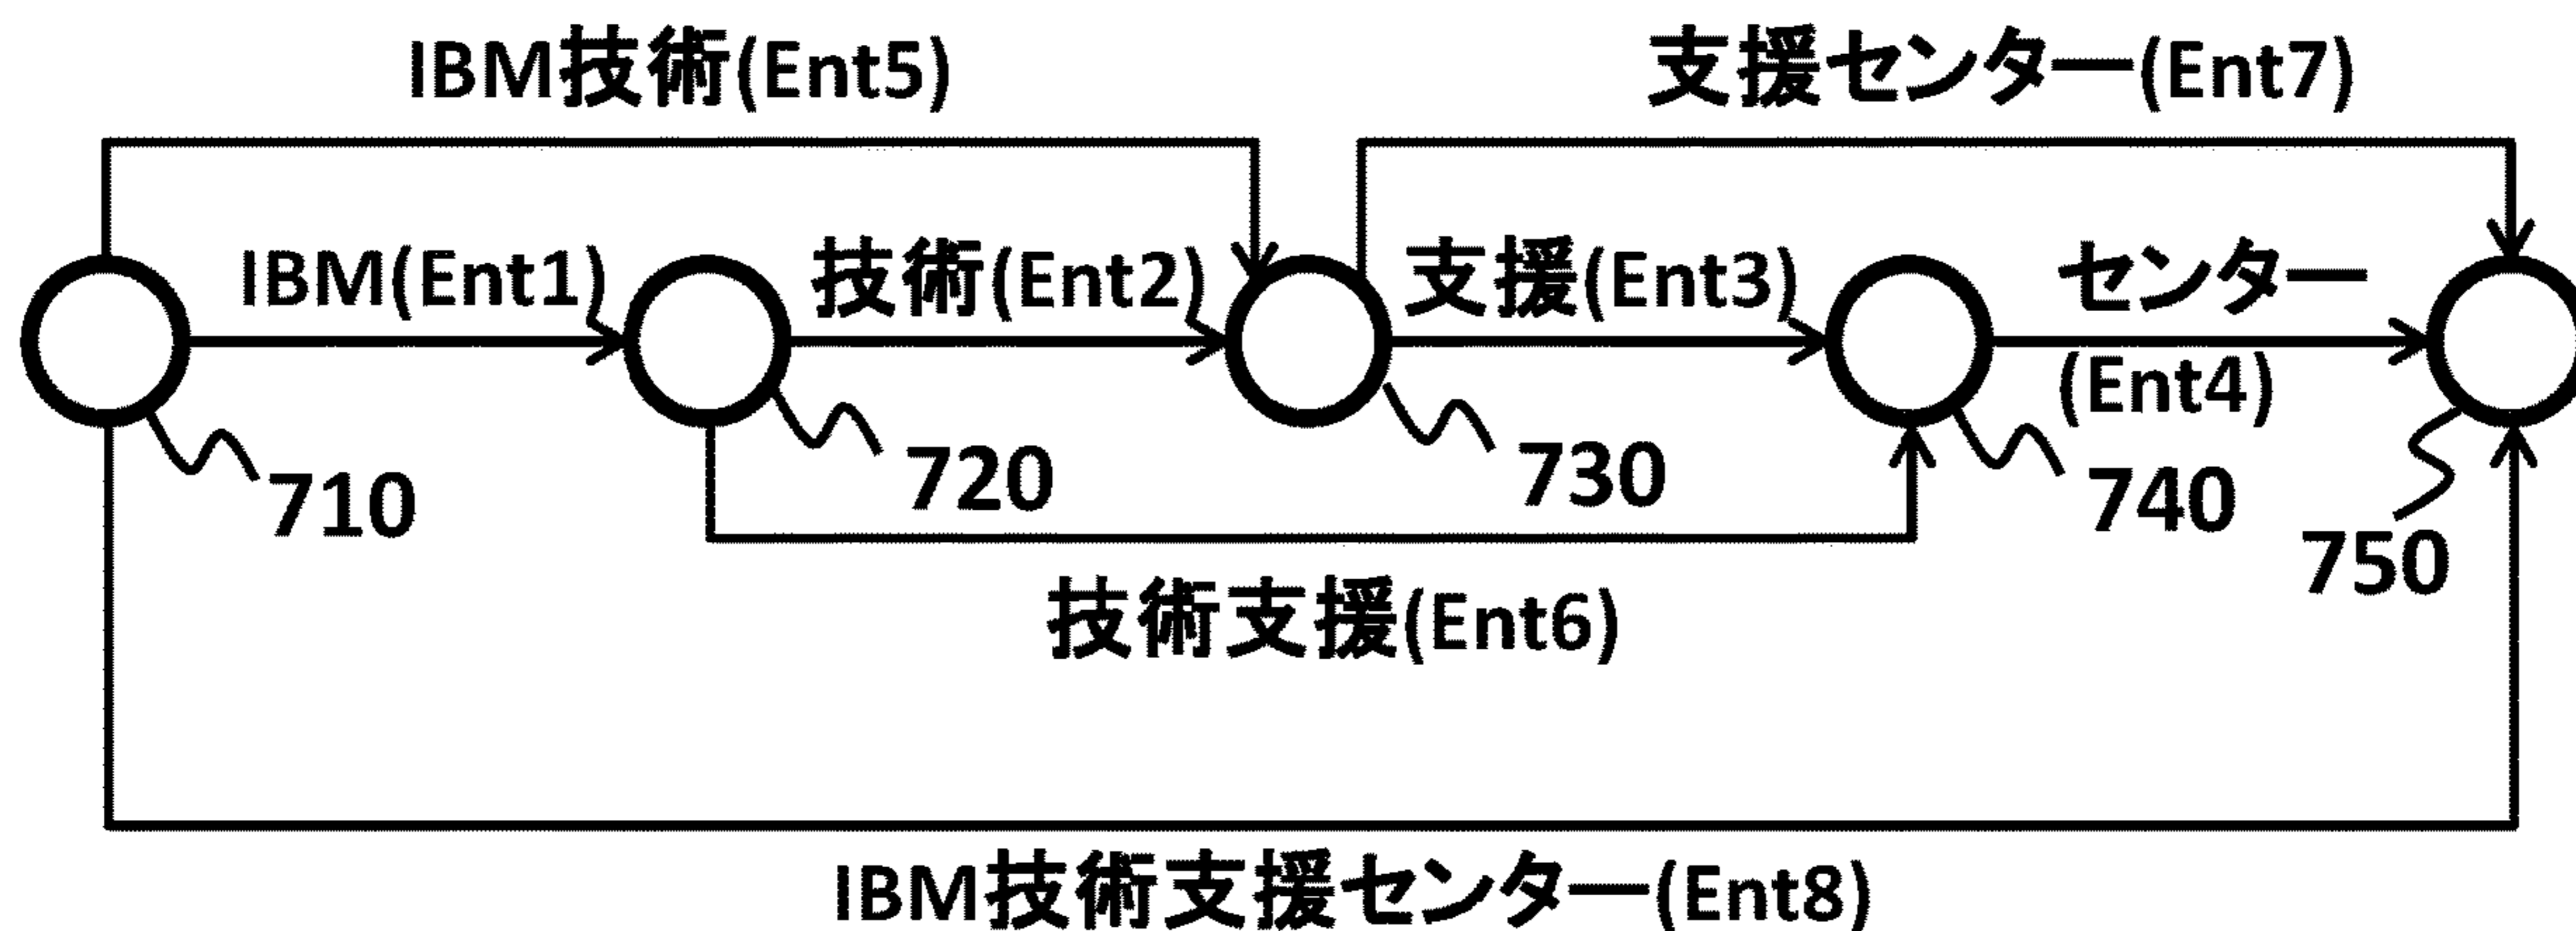 IBM技術(Ent5)
支援センター(Ent7)
IBM(Ent1)
技術(Ent2)
支援(Ent3)
センター
(Ent4)
710
720
730
740
750
技術支援(Ent6)
IBM技術支援センター(Ent8)